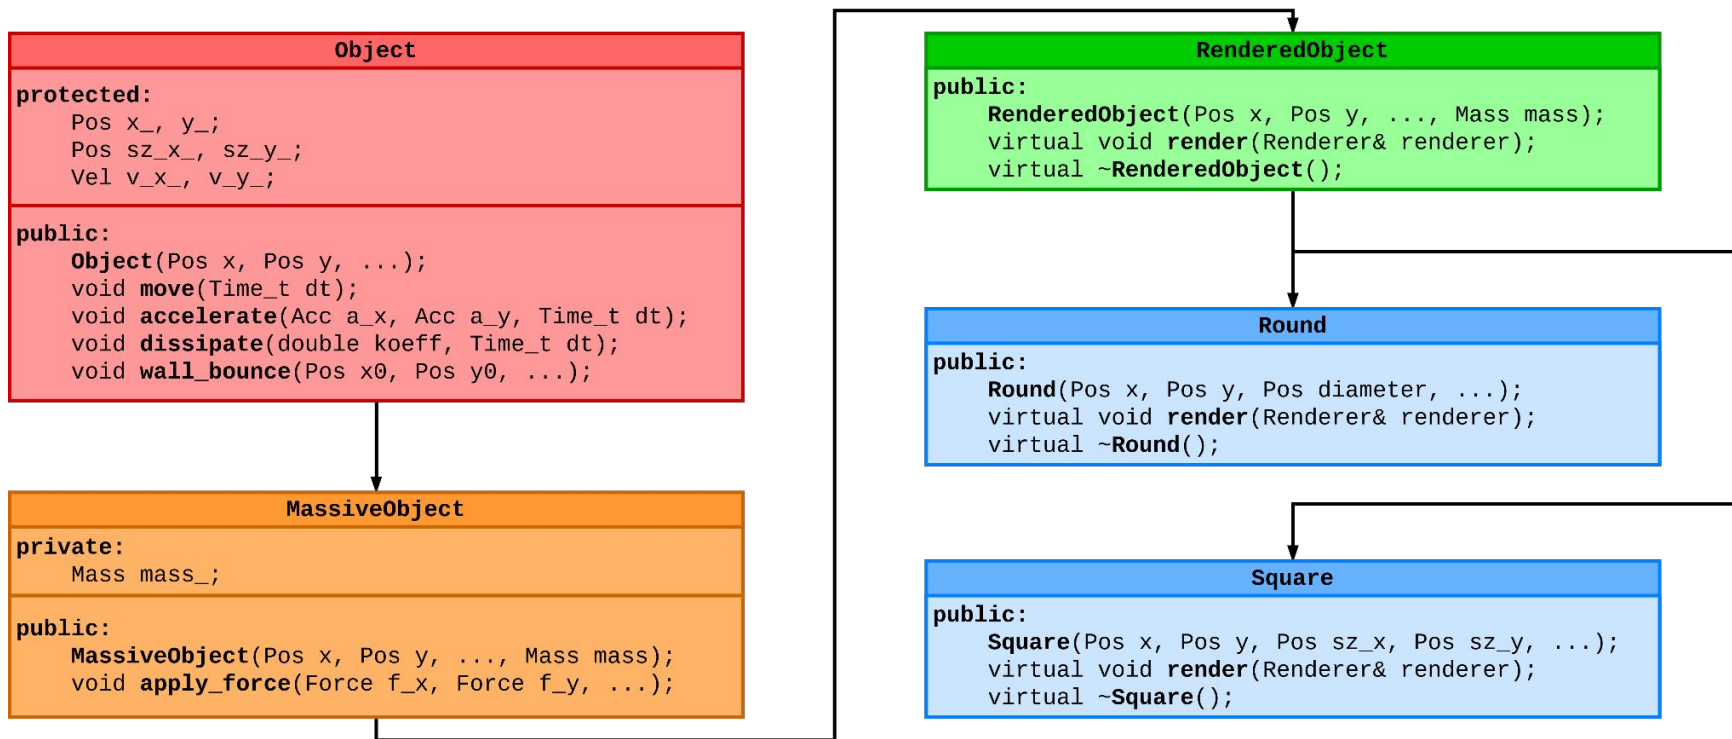 Object
protected:
Pos x_, y_;
Pos sz_x_, sz_y_;
Vel v_x_, v_y_;
public:
Object(Pos x, Pos y, ...);
void move(Time_t dt);
void accelerate(Acc a_x, Acc a_y, Time_t dt);
void dissipate(double koeff, Time_t dt);
void wall_bounce(Pos x0, Pos y0, ...);
MassiveObject
private:
Mass mass_;
public:
MassiveObject(Pos x, Pos y, ..., Mass mass);
void apply_force(Force f_x, Force f_y, ...);
RenderedObject
public:
RenderedObject(Pos x, Pos y, ..., Mass mass);
virtual void render(Renderer& renderer);
virtual ~RenderedObject();
Round
public:
Round(Pos x, Pos y, Pos diameter, ...);
virtual void render(Renderer& renderer);
virtual ~Round();
Square
public:
Square(Pos x, Pos y, Pos sz_x, Pos sz_y, ...);
virtual void render(Renderer& renderer);
virtual ~Square();